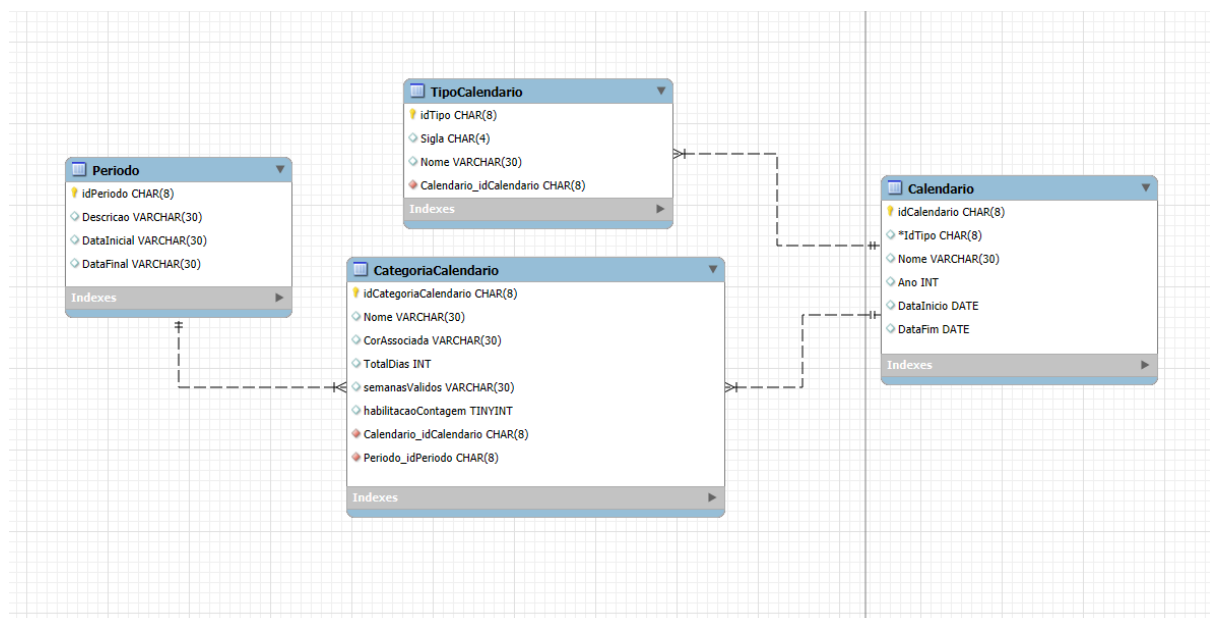 TipoCalendario
idTipo CHAR(8)
Sigla CHAR(4)
Nome VARCHAR(30)
Calendario_idCalendario CHAR(8)
Indexes
Periodo
idPeriodo CHAR(8)
Descricao VARCHAR(30)
DataInicial VARCHAR(30)
DataFinal VARCHAR(30)
Indexes
CategoriaCalendario
idCategoriaCalendario CHAR(8)
Nome VARCHAR(30)
CorAssociada VARCHAR(30)
TotalDias INT
semanasValidos VARCHAR(30)
habilitacaoContagem TINYINT
Calendario_idCalendario CHAR(8)
Periodo_idPeriodo CHAR(8)
Indexes
Calendario
idCalendario CHAR(8)
*IdTipo CHAR(8)
Nome VARCHAR(30)
Ano INT
DataInicio DATE
DataFim DATE
Indexes